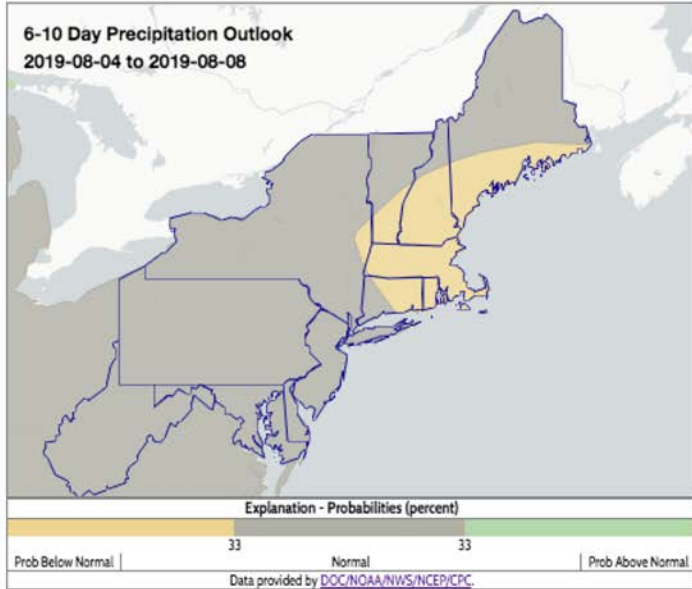 6-10 Day Precipitation Outlook
2019-08-04 to 2019-08-08
Explanation - Probabilities (percent)
33 33
Prob Below Normal Normal Prob Above Normal
Data provided by DOC/NOAA/NWS/NCEP/CPC.